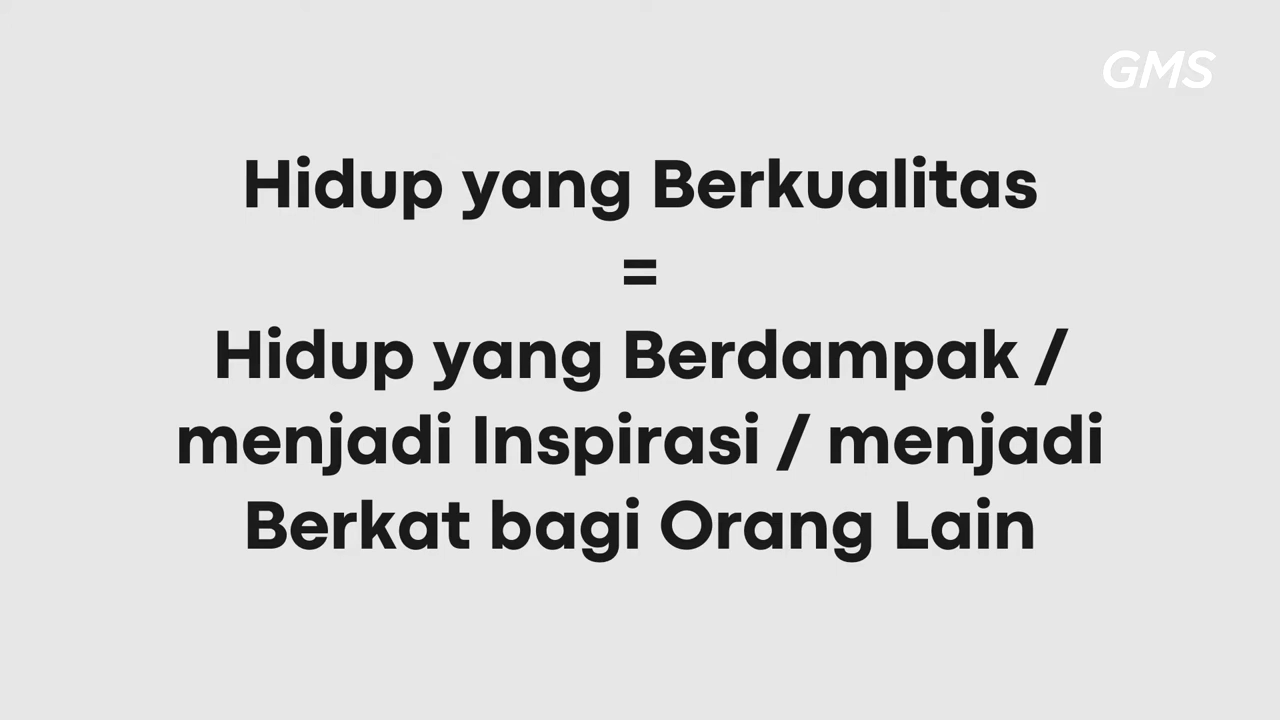 GMS
Hidup yang Berkualitas
=
Hidup yang Berdampak /
menjadi Inspirasi / menjadi
Berkat bagi Orang Lain